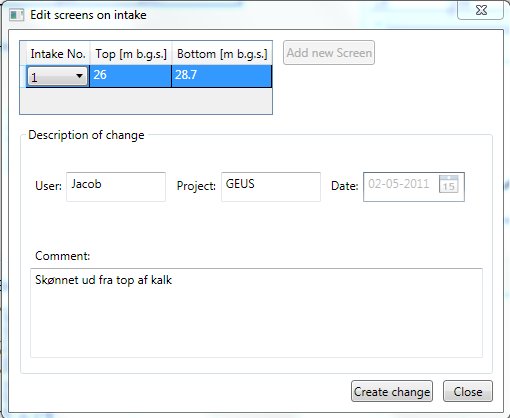 Edit screens on intake
Intake No. Top [m b.g.s.] Bottom [m b.g.s.] Add new Screen
1 26 28.7
Description of change
User: Jacob Project: GEUS Date: 02-05-2011 15
Comment:
Skønnet ud fra top af kalk
Create change Close